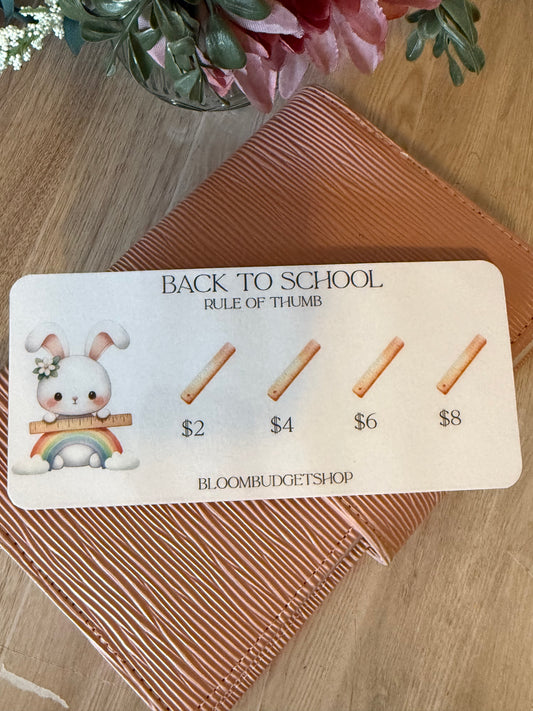 BACK TO SCHOOL
RULE OF THUMB
$2 $4 $6 $8
BLOOMBUDGETSHOP